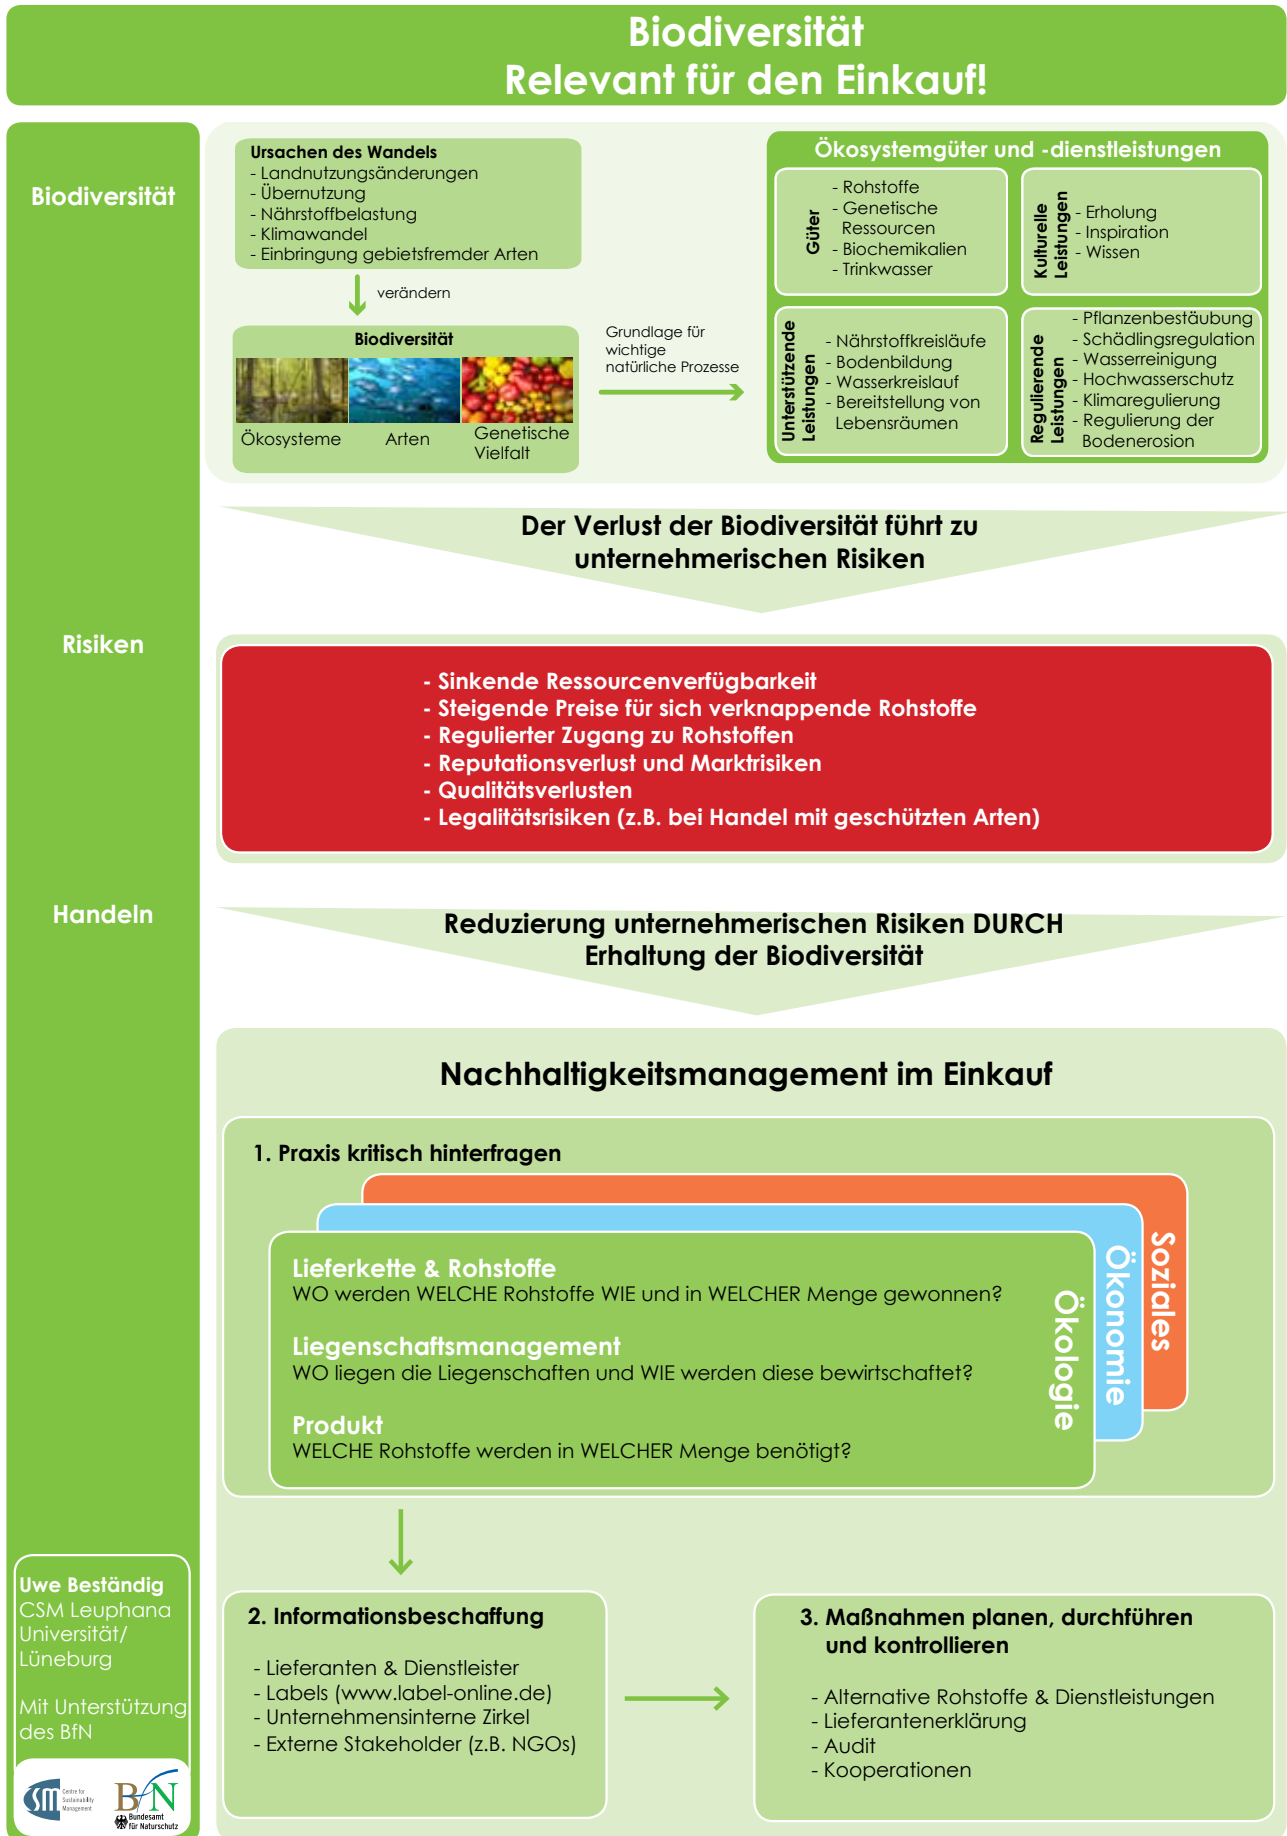 Biodiversität
Relevant für den Einkauf!
Biodiversität
Ursachen des Wandels
- Landnutzungsänderungen
- Übernutzung
- Nährstoffbelastung
- Klimawandel
- Einbringung gebietsfremder Arten
verändern
Biodiversität
Ökosysteme
Arten
Genetische
Vielfalt
Grundlage für
wichtige
natürliche Prozesse
Ökosystemgüter und -dienstleistungen
Güter
- Rohstoffe
- Genetische
Ressourcen
- Biochemikalien
- Trinkwasser
Kulturelle
Leistungen
- Erholung
- Inspiration
- Wissen
Unterstützende
Leistungen
- Nährstoffkreisläufe
- Bodenbildung
- Wasserkreislauf
- Bereitstellung von
Lebensräumen
Regulierende
Leistungen
- Pflanzenbestäubung
- Schädlingsregulation
- Wasserreinigung
- Hochwasserschutz
- Klimaregulierung
- Regulierung der
Bodenerosion
Der Verlust der Biodiversität führt zu
unternehmerischen Risiken
Risiken
- Sinkende Ressourcenverfügbarkeit
- Steigende Preise für sich verknappende Rohstoffe
- Regulierter Zugang zu Rohstoffen
- Reputationsverlust und Marktrisiken
- Qualitätsverlusten
- Legalitätsrisiken (z.B. bei Handel mit geschützten Arten)
Handeln
Reduzierung unternehmerischen Risiken DURCH
Erhaltung der Biodiversität
Nachhaltigkeitsmanagement im Einkauf
1. Praxis kritisch hinterfragen
Lieferkette & Rohstoffe
WO werden WELCHE Rohstoffe WIE und in WELCHER Menge gewonnen?
Liegenschaftsmanagement
WO liegen die Liegenschaften und WIE werden diese bewirtschaftet?
Produkt
WELCHE Rohstoffe werden in WELCHER Menge benötigt?
Ökologie
Ökonomie
Soziales
2. Informationsbeschaffung
- Lieferanten & Dienstleister
- Labels (www.label-online.de)
- Unternehmensinterne Zirkel
- Externe Stakeholder (z.B. NGOs)
3. Maßnahmen planen, durchführen
und kontrollieren
- Alternative Rohstoffe & Dienstleistungen
- Lieferantenerklärung
- Audit
- Kooperationen
Uwe Beständig
CSM Leuphana
Universität/
Lüneburg
Mit Unterstützung
des BfN
CSM
Centre for
Sustainability
Management
BfN
Bundesamt
für Naturschutz